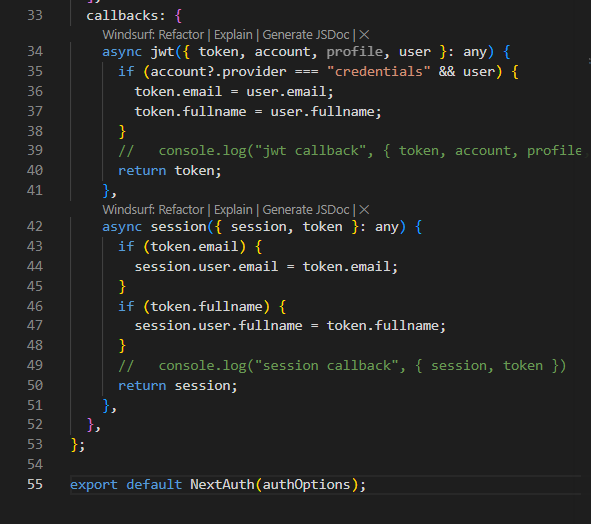 33 callbacks: {
Windsurf: Refactor | Explain | Generate JSDoc | ×
34 async jwt({ token, account, profile, user }: any) {
35 if (account?.provider === "credentials" && user) {
36 token.email = user.email;
37 token.fullname = user.fullname;
38 }
39 // console.log("jwt callback", { token, account, profile
40 return token;
41 },
Windsurf: Refactor | Explain | Generate JSDoc | ×
42 async session({ session, token }: any) {
43 if (token.email) {
44 session.user.email = token.email;
45 }
46 if (token.fullname) {
47 session.user.fullname = token.fullname;
48 }
49 // console.log("session callback", { session, token })
50 return session;
51 },
52 },
53 };
54
55 export default NextAuth(authOptions);